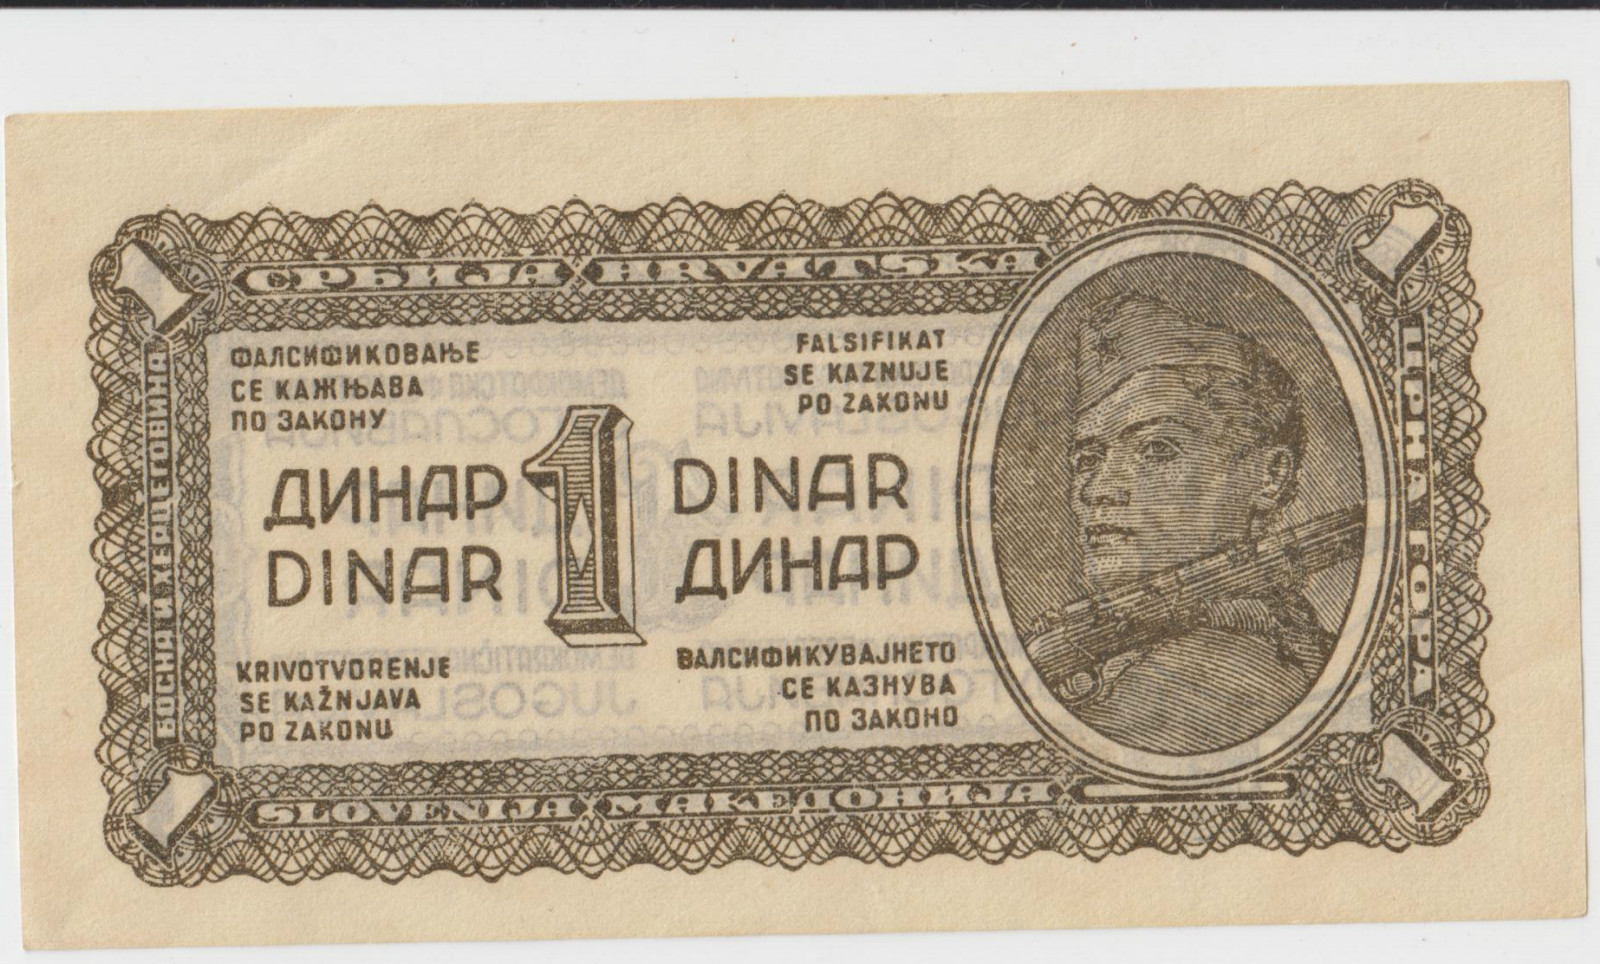 СРБИЈА HRVATSKA
БОСНА И ХЕРЦЕГОВИНА
ЦРНА ГОРА
ФАЛСИФИКОВАЊЕ
СЕ КАЖЊАВА
ПО ЗАКОНУ
FALSIFIKAT
SE KAZNUJE
PO ZAKONU
ДИНАР 1 DINAR
DINAR ДИНАР
KRIVOTVORENJE
SE KAŽNJAVA
PO ZAKONU
ВАЛСИФИКУВАЈНЕТО
СЕ КАЗНУВА
ПО ЗАКОНО
SLOVENIJA МАКЕДОНИЈА